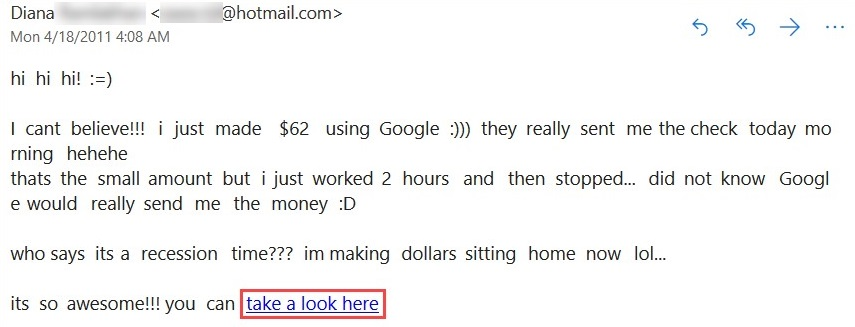 Diana < @hotmail.com>
Mon 4/18/2011 4:08 AM
hi hi hi! :=)
I cant believe!!! i just made $62 using Google :))) they really sent me the check today mo
rning hehehe
thats the small amount but i just worked 2 hours and then stopped... did not know Googl
e would really send me the money :D
who says its a recession time??? im making dollars sitting home now lol...
its so awesome!!! you can take a look here